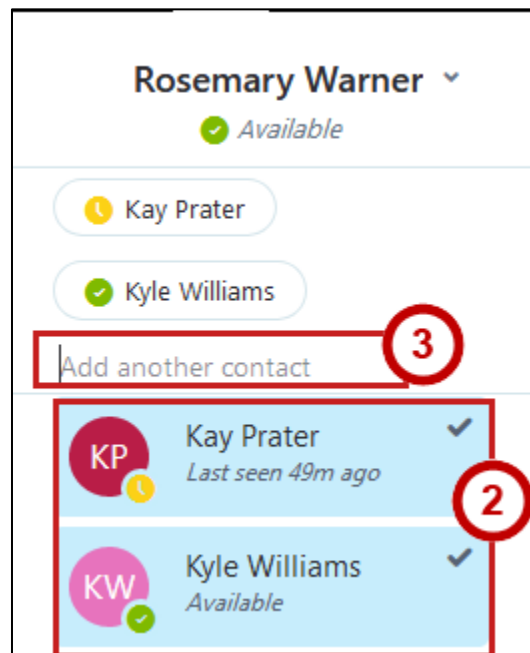 Rosemary Warner
Available
Kay Prater
Kyle Williams
Add another contact
3
KP
Kay Prater
Last seen 49m ago
2
KW
Kyle Williams
Available